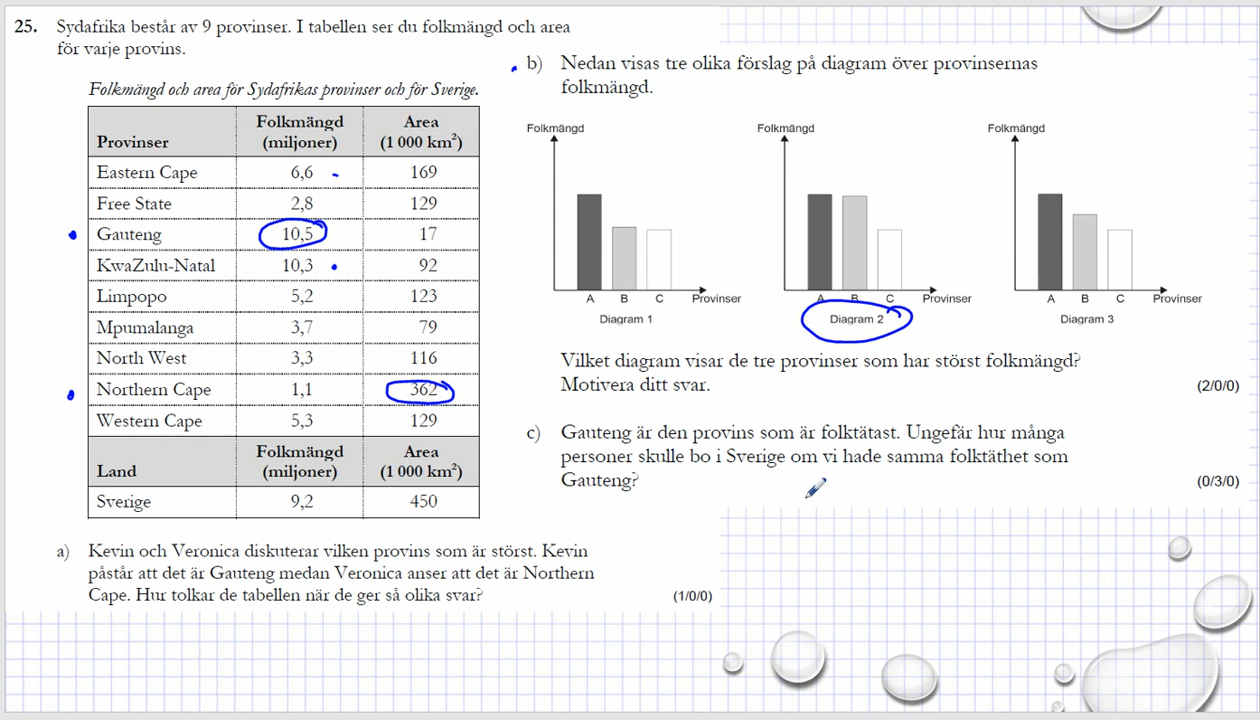 25. Sydafrika består av 9 provinser. I tabellen ser du folkmängd och area
för varje provins.
Folkmängd och area för Sydafrikas provinser och för Sverige.
Provinser Folkmängd (miljoner) Area (1 000 km²)
Eastern Cape 6,6 169
Free State 2,8 129
Gauteng 10,5 17
KwaZulu-Natal 10,3 92
Limpopo 5,2 123
Mpumalanga 3,7 79
North West 3,3 116
Northern Cape 1,1 362
Western Cape 5,3 129
Land Folkmängd (miljoner) Area (1 000 km²)
Sverige 9,2 450
a) Kevin och Veronica diskuterar vilken provins som är störst. Kevin
påstår att det är Gauteng medan Veronica anser att det är Northern
Cape. Hur tolkar de tabellen när de ger så olika svar? (1/0/0)
b) Nedan visas tre olika förslag på diagram över provinsernas
folkmängd.
Folkmängd Folkmängd Folkmängd
A B C Provinser A B C Provinser A B C Provinser
Diagram 1 Diagram 2 Diagram 3
Vilket diagram visar de tre provinser som har störst folkmängd?
Motivera ditt svar. (2/0/0)
c) Gauteng är den provins som är folktätast. Ungefär hur många
personer skulle bo i Sverige om vi hade samma folktäthet som
Gauteng? (0/3/0)